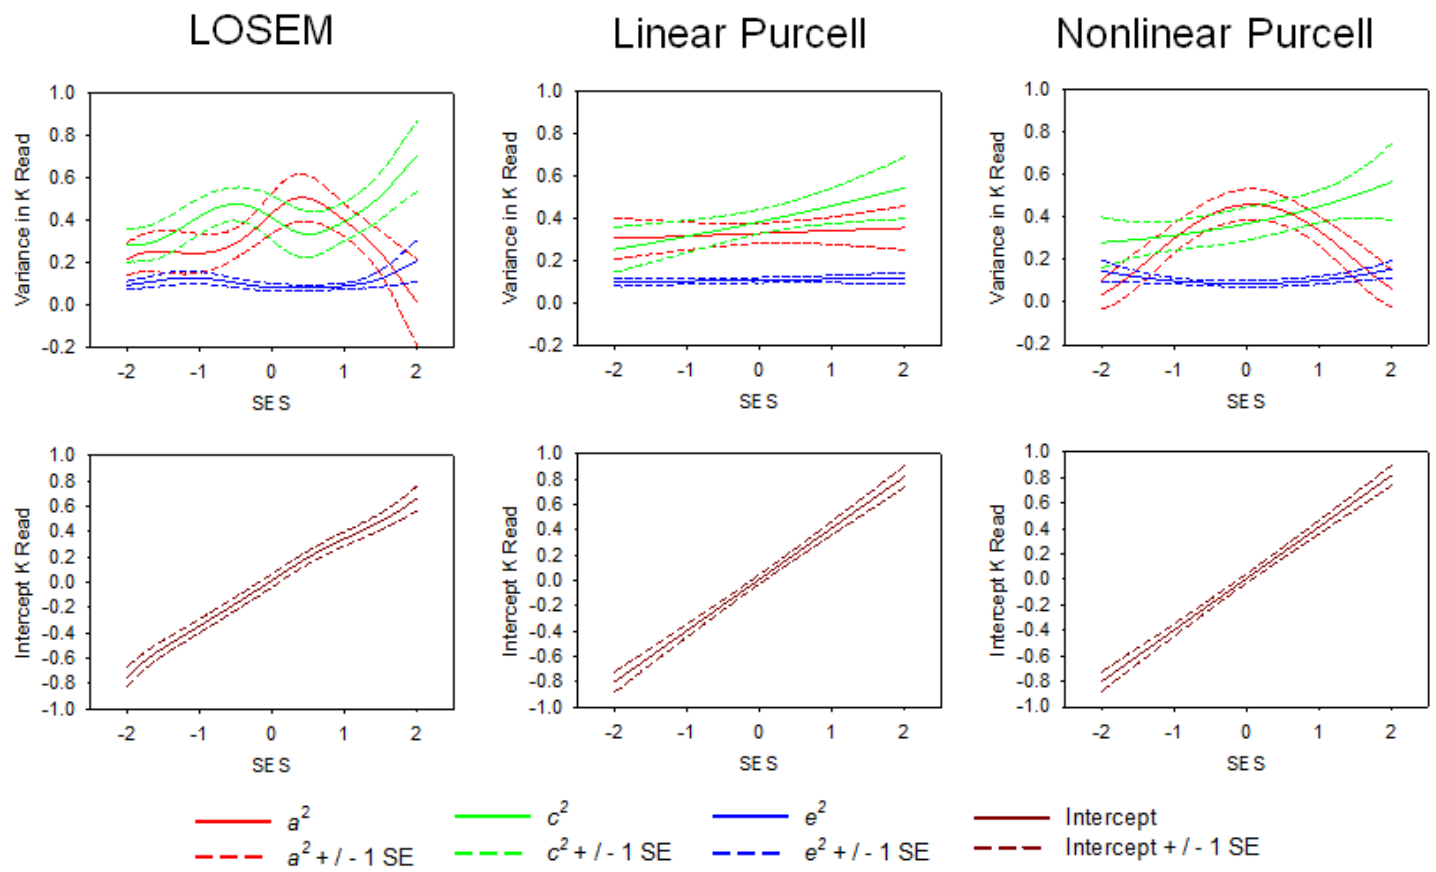 LOSEM
Linear Purcell
Nonlinear Purcell
Variance in K Read
1.0
0.8
0.6
0.4
0.2
0.0
-0.2
-2 -1 0 1 2
SES
Variance in K Read
1.0
0.8
0.6
0.4
0.2
0.0
-0.2
-2 -1 0 1 2
SES
Variance in K Read
1.0
0.8
0.6
0.4
0.2
0.0
-0.2
-2 -1 0 1 2
SES
Intercept K Read
1.0
0.8
0.6
0.4
0.2
0.0
-0.2
-0.4
-0.6
-0.8
-1.0
-2 -1 0 1 2
SES
Intercept K Read
1.0
0.8
0.6
0.4
0.2
0.0
-0.2
-0.4
-0.6
-0.8
-1.0
-2 -1 0 1 2
SES
Intercept K Read
1.0
0.8
0.6
0.4
0.2
0.0
-0.2
-0.4
-0.6
-0.8
-1.0
-2 -1 0 1 2
SES
a²
a² + / - 1 SE
c²
c² + / - 1 SE
e²
e² + / - 1 SE
Intercept
Intercept + / - 1 SE